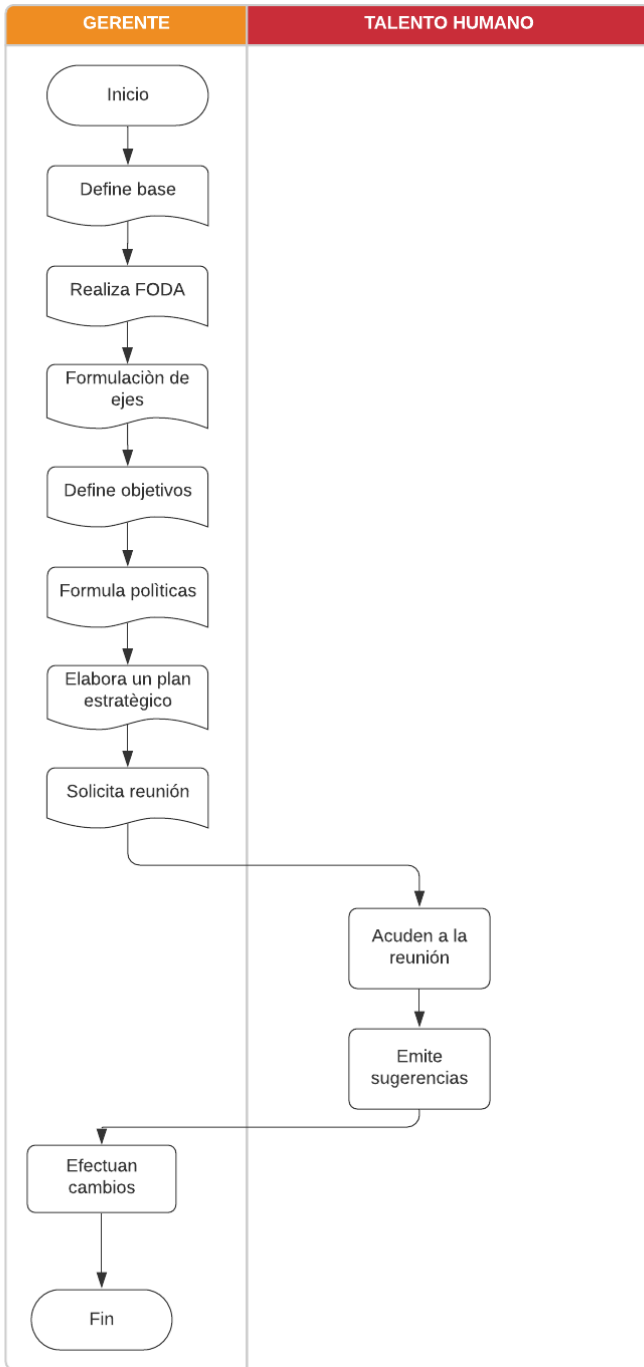 GERENTE
TALENTO HUMANO
Inicio
Define base
Realiza FODA
Formulaciòn de
ejes
Define objetivos
Formula polìticas
Elabora un plan
estratègico
Solicita reunión
Acuden a la
reunión
Emite
sugerencias
Efectuan
cambios
Fin